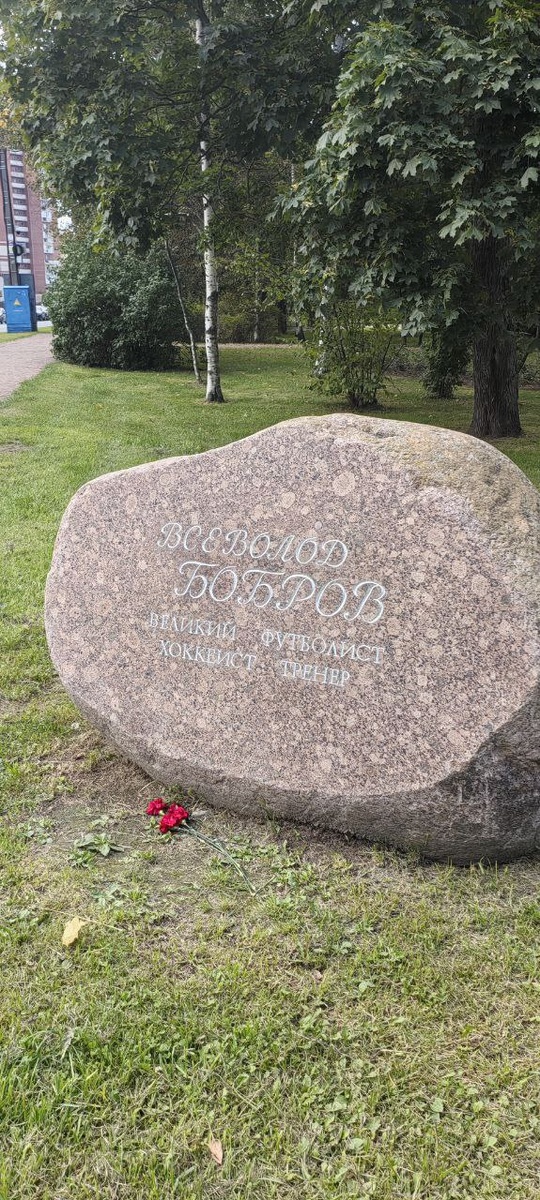 ВСЕВОЛОД
БОБРОВ
ВЕЛИКИЙ ФУТБОЛИСТ
ХОККЕИСТ ТРЕНЕР